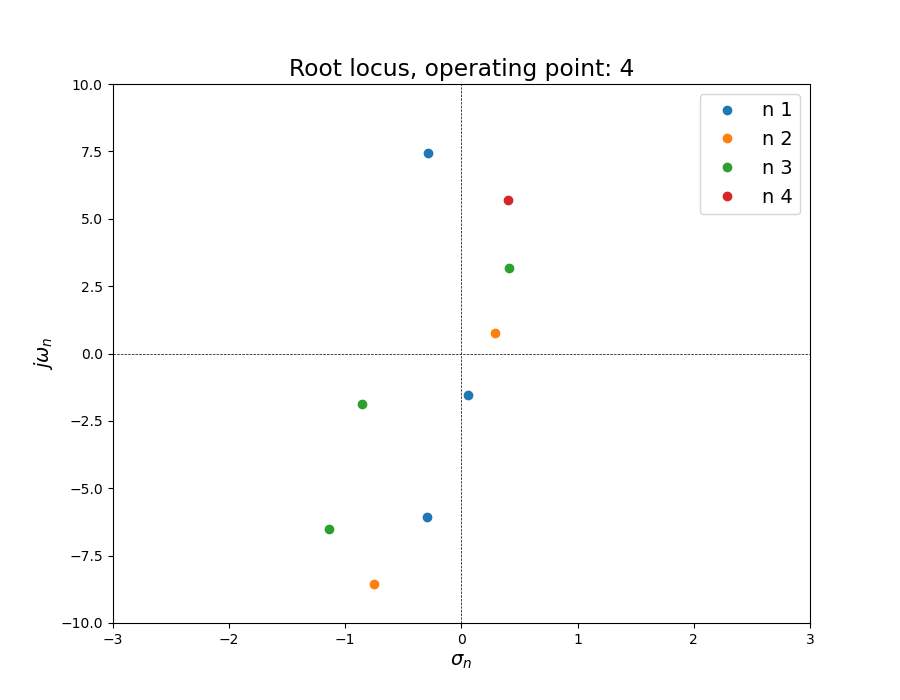 Root locus, operating point: 4
10.0
7.5
5.0
2.5
0.0
−2.5
−5.0
−7.5
−10.0
jωn
n 1
n 2
n 3
n 4
−3 −2 −1 0 1 2 3
σn